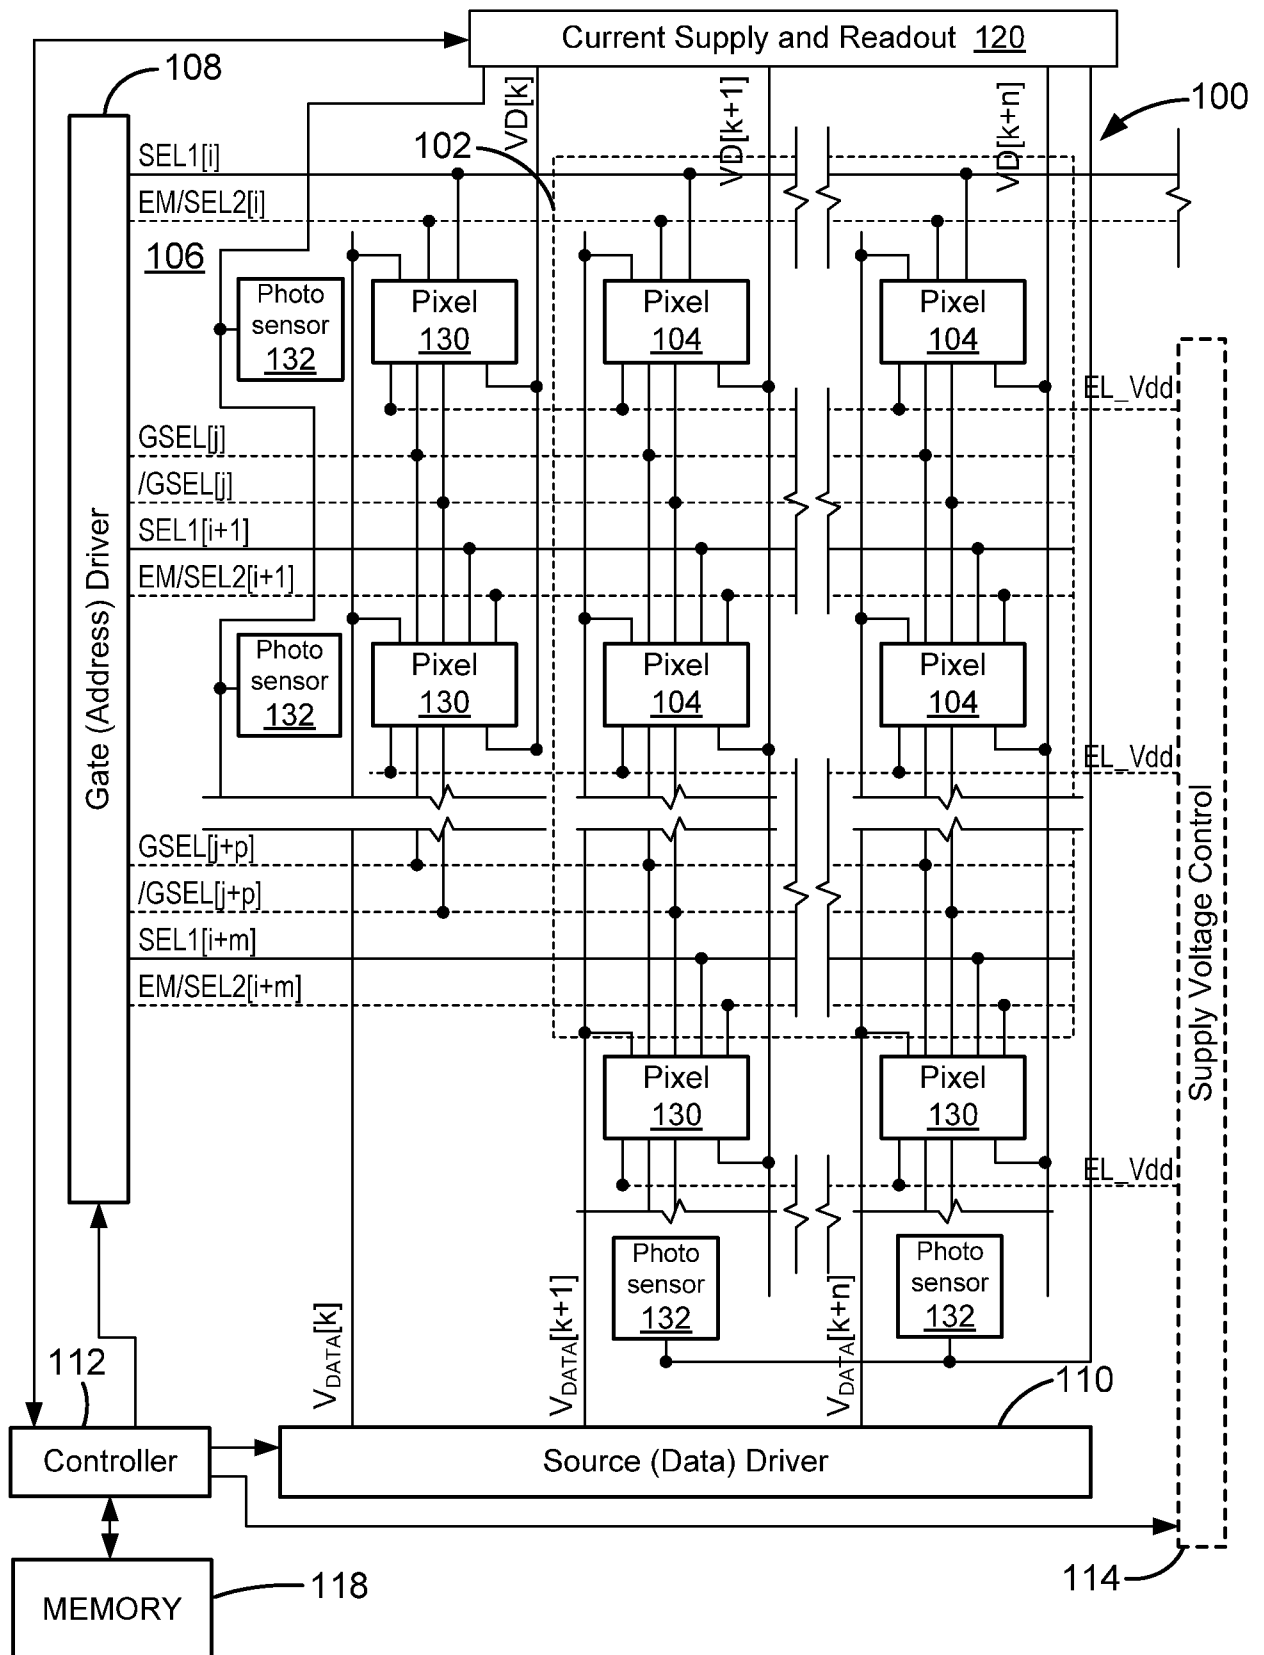 Current Supply and Readout 120
108
VD[k]
VD[k+1]
VD[k+n]
100
102
SEL1[i]
EM/SEL2[i]
106
Photo
sensor
132
Pixel
130
Pixel
104
Pixel
104
EL_Vdd
GSEL[j]
/GSEL[j]
SEL1[i+1]
EM/SEL2[i+1]
Gate (Address) Driver
Photo
sensor
132
Pixel
130
Pixel
104
Pixel
104
EL_Vdd
Supply Voltage Control
GSEL[j+p]
/GSEL[j+p]
SEL1[i+m]
EM/SEL2[i+m]
Pixel
130
Pixel
130
EL_Vdd
Photo
sensor
132
Photo
sensor
132
VDATA[k]
VDATA[k+1]
VDATA[k+n]
112
110
Controller
Source (Data) Driver
114
MEMORY
118